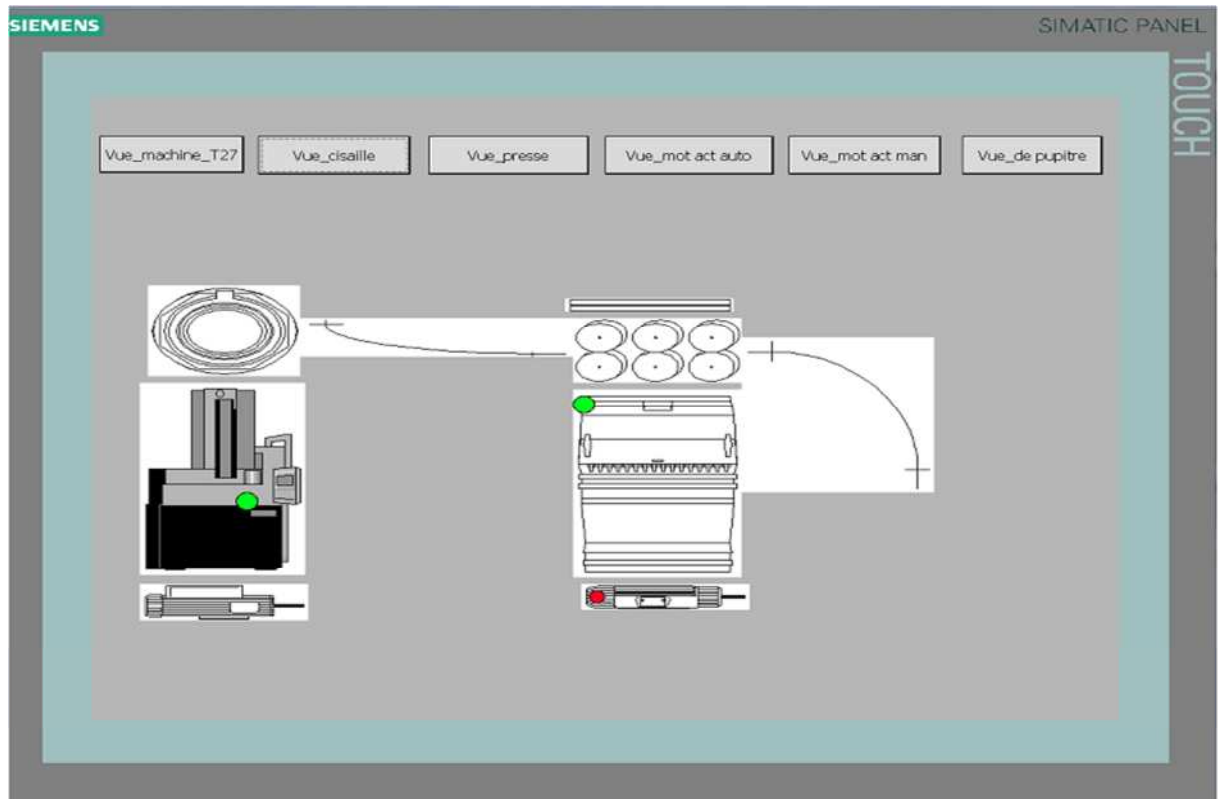 SIEMENS
SIMATIC PANEL
TOUCH
Vue_machine_T27
Vue_cisaille
Vue_presse
Vue_mot act auto
Vue_mot act man
Vue_de pupitre